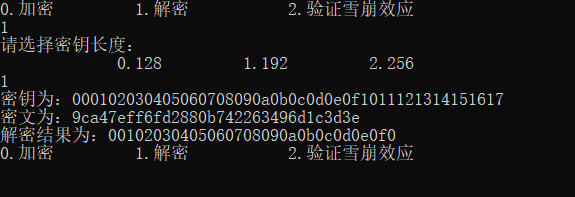 0.加密 1.解密 2.验证雪崩效应
1
请选择密钥长度：
0.128 1.192 2.256
1
密钥为：000102030405060708090a0b0c0d0e0f1011121314151617
密文为：9ca47eff6fd2880b742263496d1c3d3e
解密结果为：00102030405060708090a0b0c0d0e0f0
0.加密 1.解密 2.验证雪崩效应